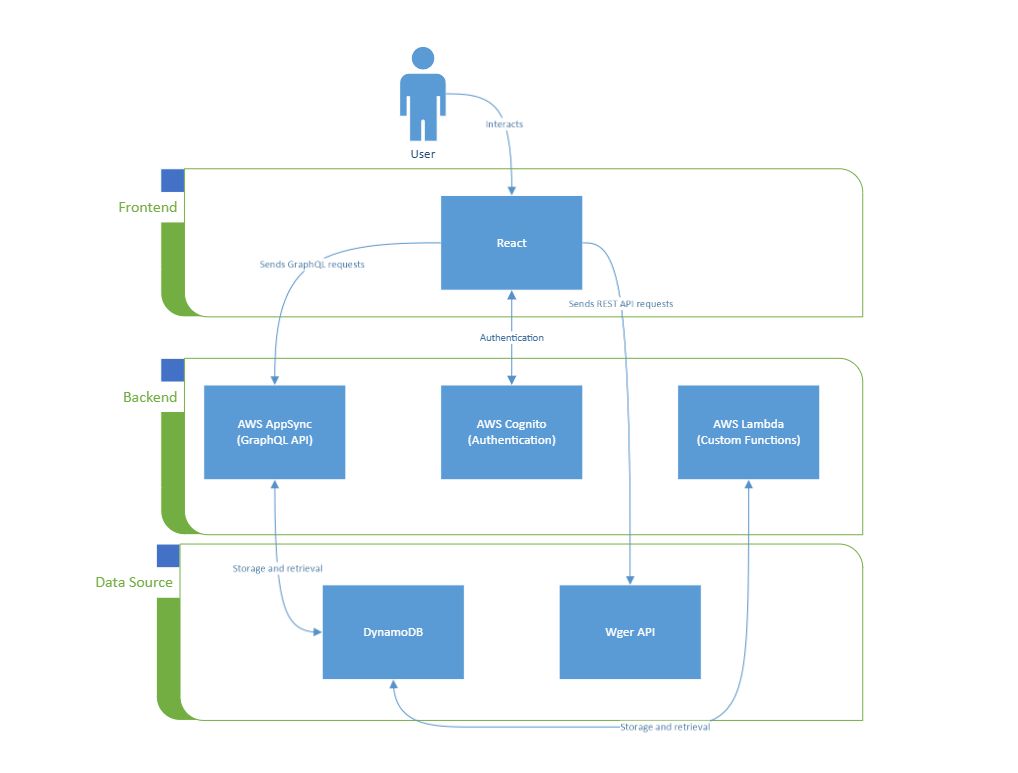 Interacts
User
Frontend
React
Sends GraphQL requests
Sends REST API requests
Authentication
Backend
AWS AppSync
(GraphQL API)
AWS Cognito
(Authentication)
AWS Lambda
(Custom Functions)
Storage and retrieval
Data Source
DynamoDB
Wger API
Storage and retrieval